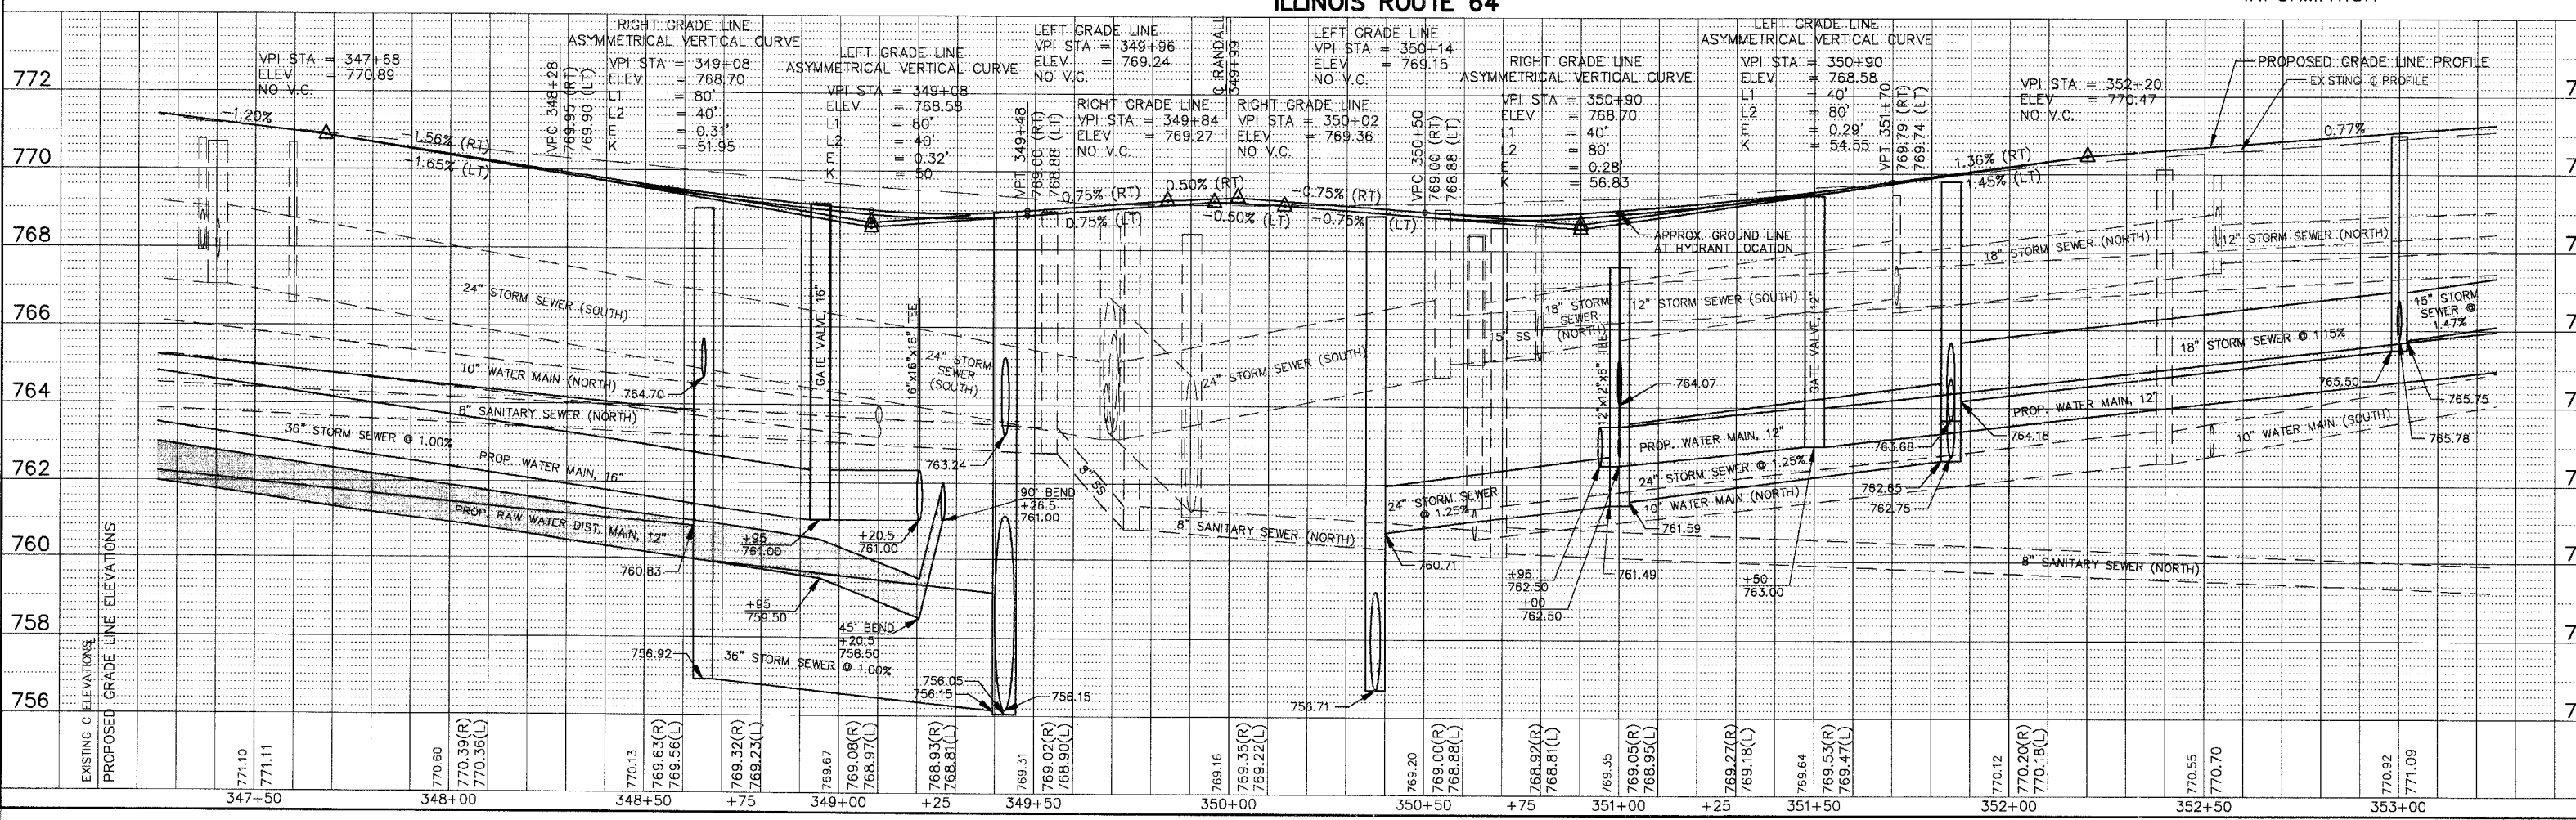 ILLINOIS ROUTE 64
RIGHT GRADE LINE
ASYMMETRICAL VERTICAL CURVE
VPI STA = 349+08
ELEV = 768.70
L1 = 80'
L2 = 40'
E = 0.31'
K = 51.95
VPI STA = 347+68
ELEV = 770.89
NO V.C.
VPC 348+28
769.95 (RT)
769.90 (LT)
LEFT GRADE LINE
ASYMMETRICAL VERTICAL CURVE
VPI STA = 349+08
ELEV = 768.58
L1 = 80'
L2 = 40'
E = 0.32'
K = 50
LEFT GRADE LINE
VPI STA = 349+96
ELEV = 769.24
NO V.C.
RIGHT GRADE LINE
VPI STA = 349+84
ELEV = 769.27
NO V.C.
VPT 349+48
769.00 (RT)
768.88 (LT)
℄ RANDALL
349+99
LEFT GRADE LINE
VPI STA = 350+14
ELEV = 769.15
NO V.C.
RIGHT GRADE LINE
VPI STA = 350+02
ELEV = 769.36
NO V.C.
VPC 350+50
769.00 (RT)
768.88 (LT)
RIGHT GRADE LINE
ASYMMETRICAL VERTICAL CURVE
VPI STA = 350+90
ELEV = 768.70
L1 = 40'
L2 = 80'
E = 0.28'
K = 56.83
LEFT GRADE LINE
ASYMMETRICAL VERTICAL CURVE
VPI STA = 350+90
ELEV = 768.58
L1 = 40'
L2 = 80'
E = 0.29'
K = 54.55
VPT 351+70
769.79 (RT)
769.74 (LT)
VPI STA = 352+20
ELEV = 770.47
NO V.C.
PROPOSED GRADE LINE PROFILE
EXISTING ℄ PROFILE
772
770
768
766
764
762
760
758
756
-1.20%
-1.56% (RT)
-1.65% (LT)
0.75% (RT)
0.75% (LT)
0.50% (RT)
-0.50% (LT)
-0.75% (RT)
-0.75% (LT)
1.36% (RT)
1.45% (LT)
0.77%
APPROX. GROUND LINE
AT HYDRANT LOCATION
24" STORM SEWER (SOUTH)
10" WATER MAIN (NORTH)
764.70
8" SANITARY SEWER (NORTH)
36" STORM SEWER @ 1.00%
PROP. WATER MAIN, 16"
PROP. RAW WATER DIST. MAIN, 12"
760.83
756.92
36" STORM SEWER @ 1.00%
GATE VALVE, 16"
16"x16"x16" TEE
24" STORM
SEWER
(SOUTH)
763.24
+95
761.00
+20.5
761.00
90° BEND
+26.5
761.00
+95
759.50
45° BEND
+20.5
758.50
756.05
756.15
756.15
8" SS
8" SANITARY SEWER (NORTH)
24" STORM SEWER (SOUTH)
756.71
760.71
24" STORM SEWER
@ 1.25%
15" SS
18" STORM
SEWER
(NORTH)
12"x12"x6" TEE
12" STORM SEWER (SOUTH)
764.07
PROP. WATER MAIN, 12"
24" STORM SEWER @ 1.25%
10" WATER MAIN (NORTH)
761.59
761.49
+96
762.50
+00
762.50
GATE VALVE, 12"
+50
763.00
763.68
762.65
762.75
764.18
18" STORM SEWER (NORTH)
12" STORM SEWER (NORTH)
18" STORM SEWER @ 1.15%
PROP. WATER MAIN, 12"
10" WATER MAIN (SOUTH)
8" SANITARY SEWER (NORTH)
15" STORM
SEWER @
1.47%
765.50
765.75
765.78
EXISTING ℄ ELEVATIONS
PROPOSED GRADE LINE ELEVATIONS
771.10
771.11
770.60
770.39(R)
770.36(L)
770.13
769.63(R)
769.56(L)
769.32(R)
769.23(L)
769.67
769.08(R)
768.97(L)
768.93(R)
768.81(L)
769.31
769.02(R)
768.90(L)
769.16
769.35(R)
769.22(L)
769.20
769.00(R)
768.88(L)
768.92(R)
768.81(L)
769.35
769.05(R)
768.95(L)
769.27(R)
769.18(L)
769.64
769.53(R)
769.47(L)
770.12
770.20(R)
770.18(L)
770.55
770.70
770.92
771.09
347+50
348+00
348+50
+75
349+00
+25
349+50
350+00
350+50
+75
351+00
+25
351+50
352+00
352+50
353+00